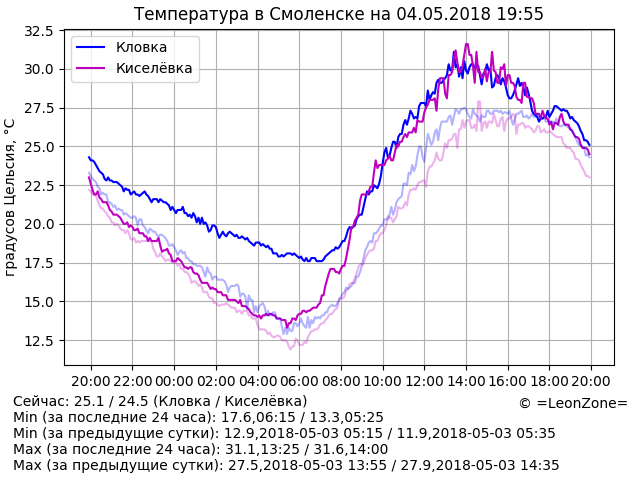 Температура в Смоленске на 04.05.2018 19:55
32.5
30.0
27.5
25.0
22.5
20.0
17.5
15.0
12.5
градусов Цельсия, °C
Кловка
Киселёвка
20:00 22:00 00:00 02:00 04:00 06:00 08:00 10:00 12:00 14:00 16:00 18:00 20:00
Сейчас: 25.1 / 24.5 (Кловка / Киселёвка)
© =LeonZone=
Min (за последние 24 часа): 17.6,06:15 / 13.3,05:25
Min (за предыдущие сутки): 12.9,2018-05-03 05:15 / 11.9,2018-05-03 05:35
Max (за последние 24 часа): 31.1,13:25 / 31.6,14:00
Max (за предыдущие сутки): 27.5,2018-05-03 13:55 / 27.9,2018-05-03 14:35